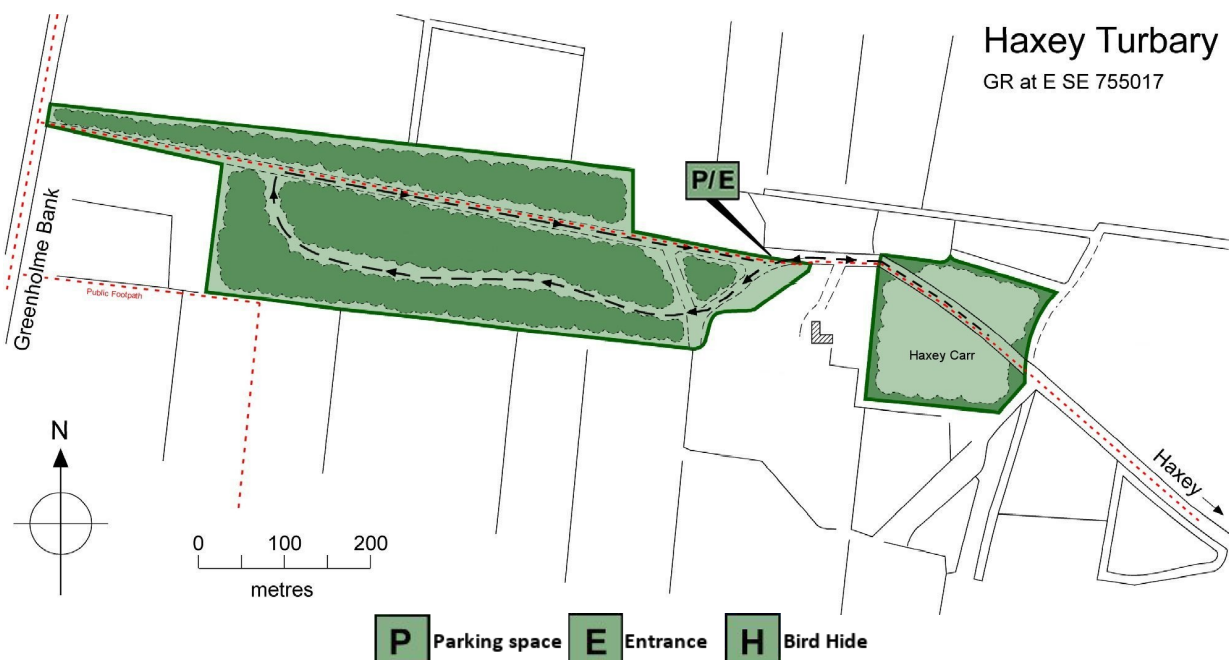 Haxey Turbary
GR at E SE 755017
P/E
Greenholme Bank
Public Footpath
Haxey Carr
Haxey
N
0 100 200
metres
P Parking space E Entrance H Bird Hide